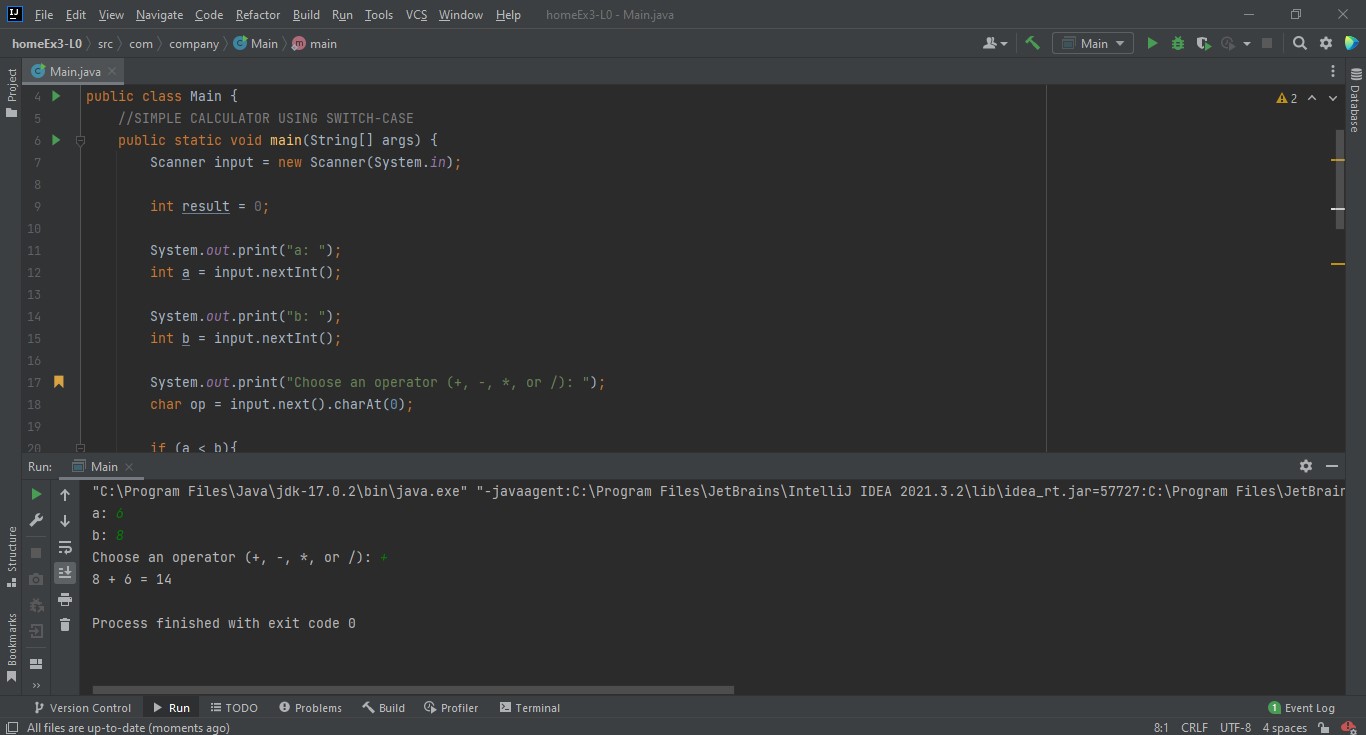 File Edit View Navigate Code Refactor Build Run Tools VCS Window Help homeEx3-L0 - Main.java
homeEx3-L0 src com company Main main Main
Project
Main.java
Database
4 public class Main {
2
5 //SIMPLE CALCULATOR USING SWITCH-CASE
6 public static void main(String[] args) {
7 Scanner input = new Scanner(System.in);
8
9 int result = 0;
10
11 System.out.print("a: ");
12 int a = input.nextInt();
13
14 System.out.print("b: ");
15 int b = input.nextInt();
16
17 System.out.print("Choose an operator (+, -, *, or /): ");
18 char op = input.next().charAt(0);
19
20 if (a < b){
Run: Main
"C:\Program Files\Java\jdk-17.0.2\bin\java.exe" "-javaagent:C:\Program Files\JetBrains\IntelliJ IDEA 2021.3.2\lib\idea_rt.jar=57727:C:\Program Files\JetBrain
a: 6
b: 8
Choose an operator (+, -, *, or /): +
8 + 6 = 14
Process finished with exit code 0
Structure
Bookmarks
Version Control Run TODO Problems Build Profiler Terminal 1 Event Log
All files are up-to-date (moments ago) 8:1 CRLF UTF-8 4 spaces